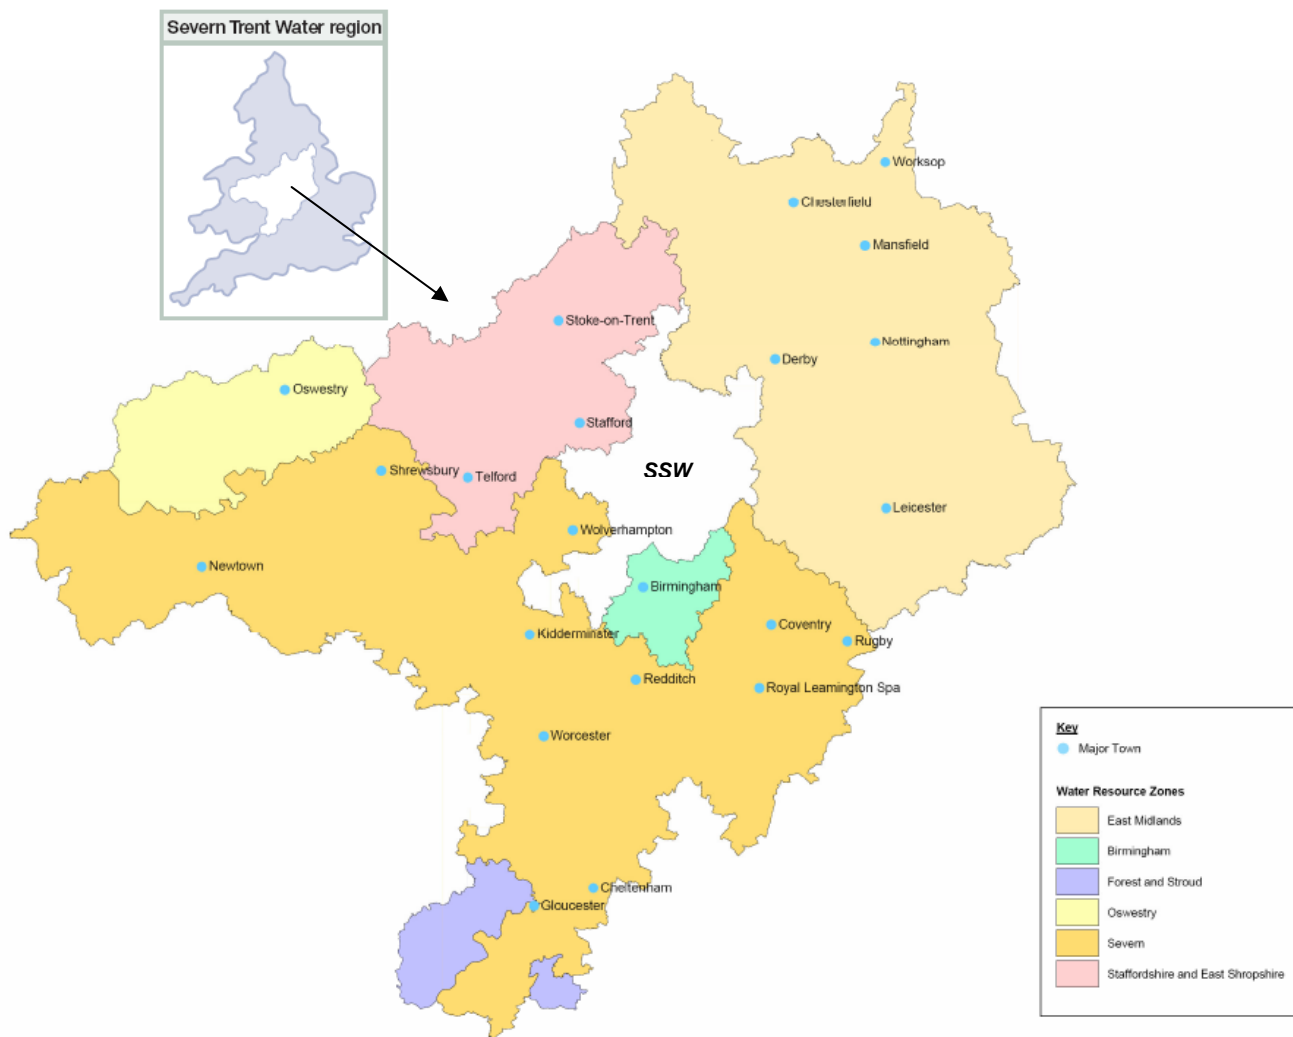 Severn Trent Water region
Worksop
Chesterfield
Mansfield
Stoke-on-Trent
Nottingham
Derby
Oswestry
Stafford
SSW
Shrewsbury
Telford
Leicester
Wolverhampton
Newtown
Birmingham
Coventry
Kidderminster
Rugby
Redditch
Royal Leamington Spa
Worcester
Cheltenham
Gloucester
Key
Major Town
Water Resource Zones
East Midlands
Birmingham
Forest and Stroud
Oswestry
Severn
Staffordshire and East Shropshire